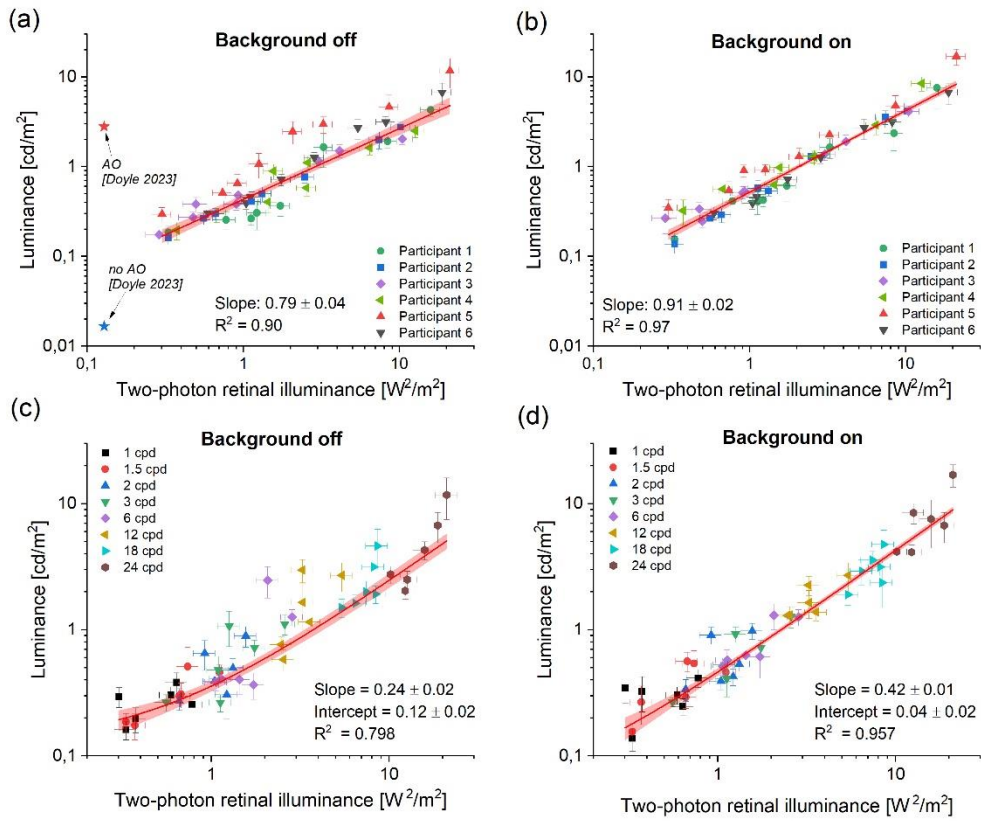 (a)
Background off
10
1
0,1
0,01
Luminance [cd/m²]
AO
[Doyle 2023]
no AO
[Doyle 2023]
Participant 1
Participant 2
Participant 3
Participant 4
Participant 5
Participant 6
Slope: 0.79 ± 0.04
R² = 0.90
0,1 1 10
Two-photon retinal illuminance [W²/m²]
(b)
Background on
10
1
0,1
0,01
Luminance [cd/m²]
Participant 1
Participant 2
Participant 3
Participant 4
Participant 5
Participant 6
Slope: 0.91 ± 0.02
R² = 0.97
0,1 1 10
Two-photon retinal illuminance [W²/m²]
(c)
Background off
1 cpd
1.5 cpd
2 cpd
3 cpd
6 cpd
12 cpd
18 cpd
24 cpd
10
1
0,1
Luminance [cd/m²]
Slope = 0.24 ± 0.02
Intercept = 0.12 ± 0.02
R² = 0.798
1 10
Two-photon retinal illuminance [W²/m²]
(d)
Background on
1 cpd
1.5 cpd
2 cpd
3 cpd
6 cpd
12 cpd
18 cpd
24 cpd
10
1
0,1
Luminance [cd/m²]
Slope = 0.42 ± 0.01
Intercept = 0.04 ± 0.02
R² = 0.957
1 10
Two-photon retinal illuminance [W²/m²]